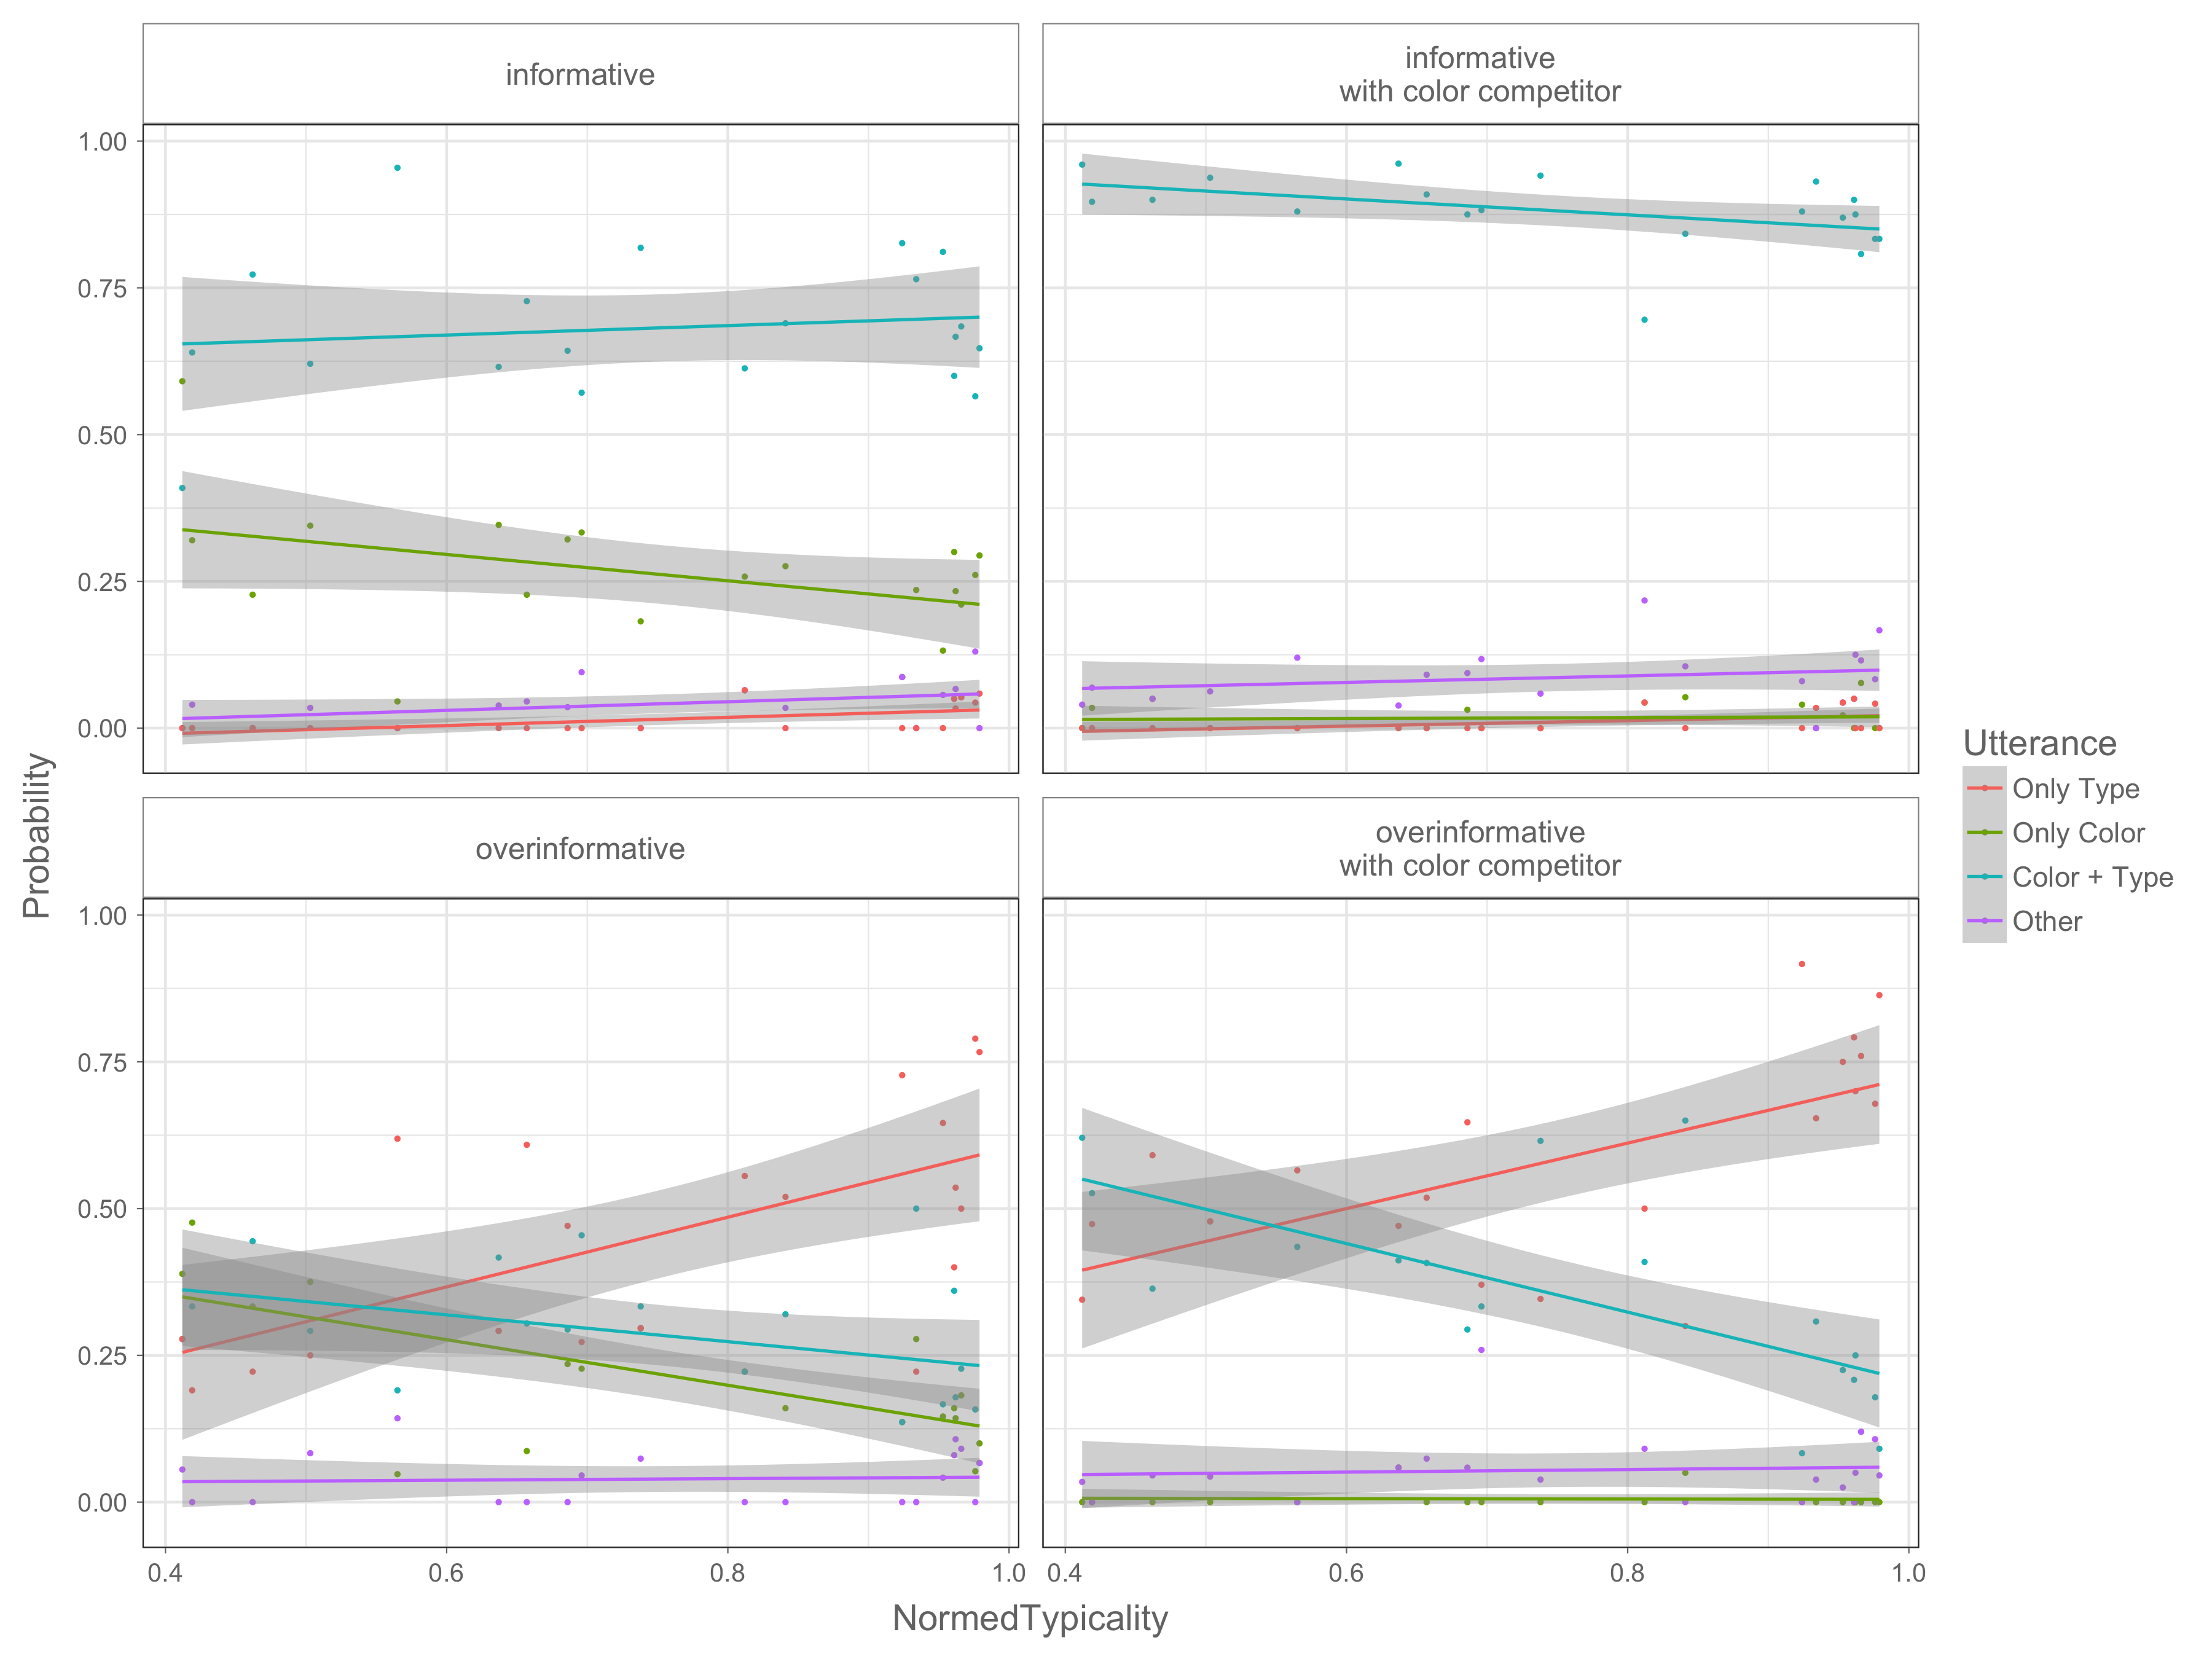 informative
informative
with color competitor
1.00
0.75
0.50
0.25
0.00
overinformative
overinformative
with color competitor
1.00
0.75
0.50
0.25
0.00
0.4
0.6
0.8
1.0
0.4
0.6
0.8
1.0
NormedTypicality
Probability
Utterance
Only Type
Only Color
Color + Type
Other